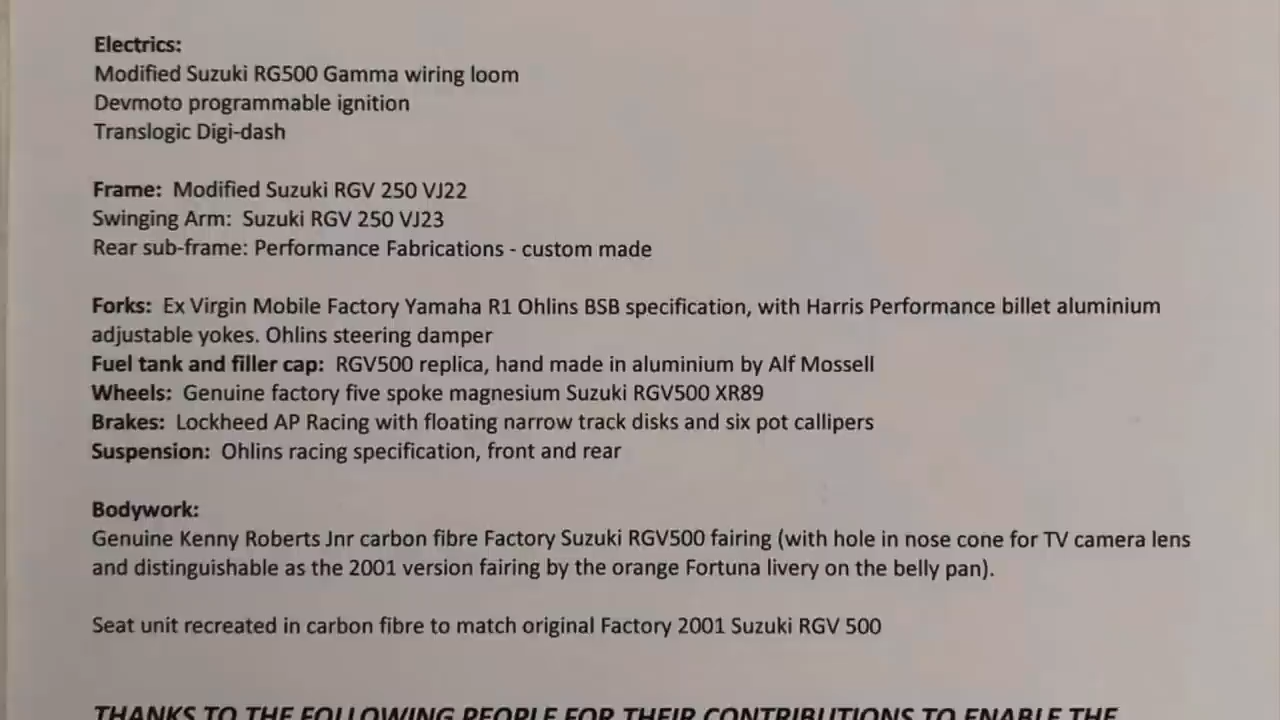 Electrics:
Modified Suzuki RG500 Gamma wiring loom
Devmoto programmable ignition
Translogic Digi-dash
Frame:  Modified Suzuki RGV 250 VJ22
Swinging Arm:  Suzuki RGV 250 VJ23
Rear sub-frame: Performance Fabrications - custom made
Forks:  Ex Virgin Mobile Factory Yamaha R1 Ohlins BSB specification, with Harris Performance billet aluminium
adjustable yokes. Ohlins steering damper
Fuel tank and filler cap:  RGV500 replica, hand made in aluminium by Alf Mossell
Wheels:  Genuine factory five spoke magnesium Suzuki RGV500 XR89
Brakes:  Lockheed AP Racing with floating narrow track disks and six pot callipers
Suspension:  Ohlins racing specification, front and rear
Bodywork:
Genuine Kenny Roberts Jnr carbon fibre Factory Suzuki RGV500 fairing (with hole in nose cone for TV camera lens
and distinguishable as the 2001 version fairing by the orange Fortuna livery on the belly pan).
Seat unit recreated in carbon fibre to match original Factory 2001 Suzuki RGV 500
THANKS TO THE FOLLOWING PEOPLE FOR THEIR CONTRIBUTIONS TO ENABLE THE